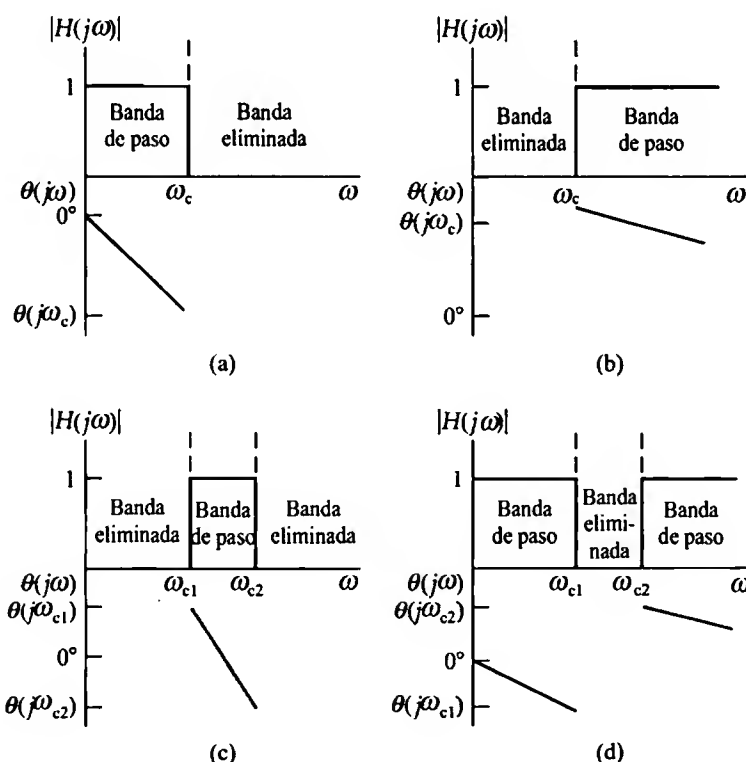 |H(jω)|
1
Banda
de paso
Banda
eliminada
θ(jω)
ω_c
ω
0°
θ(jω_c)
(a)
|H(jω)|
1
Banda
eliminada
Banda
de paso
θ(jω)
ω_c
ω
θ(jω_c)
0°
(b)
|H(jω)|
1
Banda
eliminada
Banda
de paso
Banda
eliminada
θ(jω)
ω_c1
ω_c2
ω
θ(jω_c1)
0°
θ(jω_c2)
(c)
|H(jω)|
1
Banda
de paso
Banda
elimi-
nada
Banda
de paso
θ(jω)
ω_c1
ω_c2
ω
θ(jω_c2)
0°
θ(jω_c1)
(d)